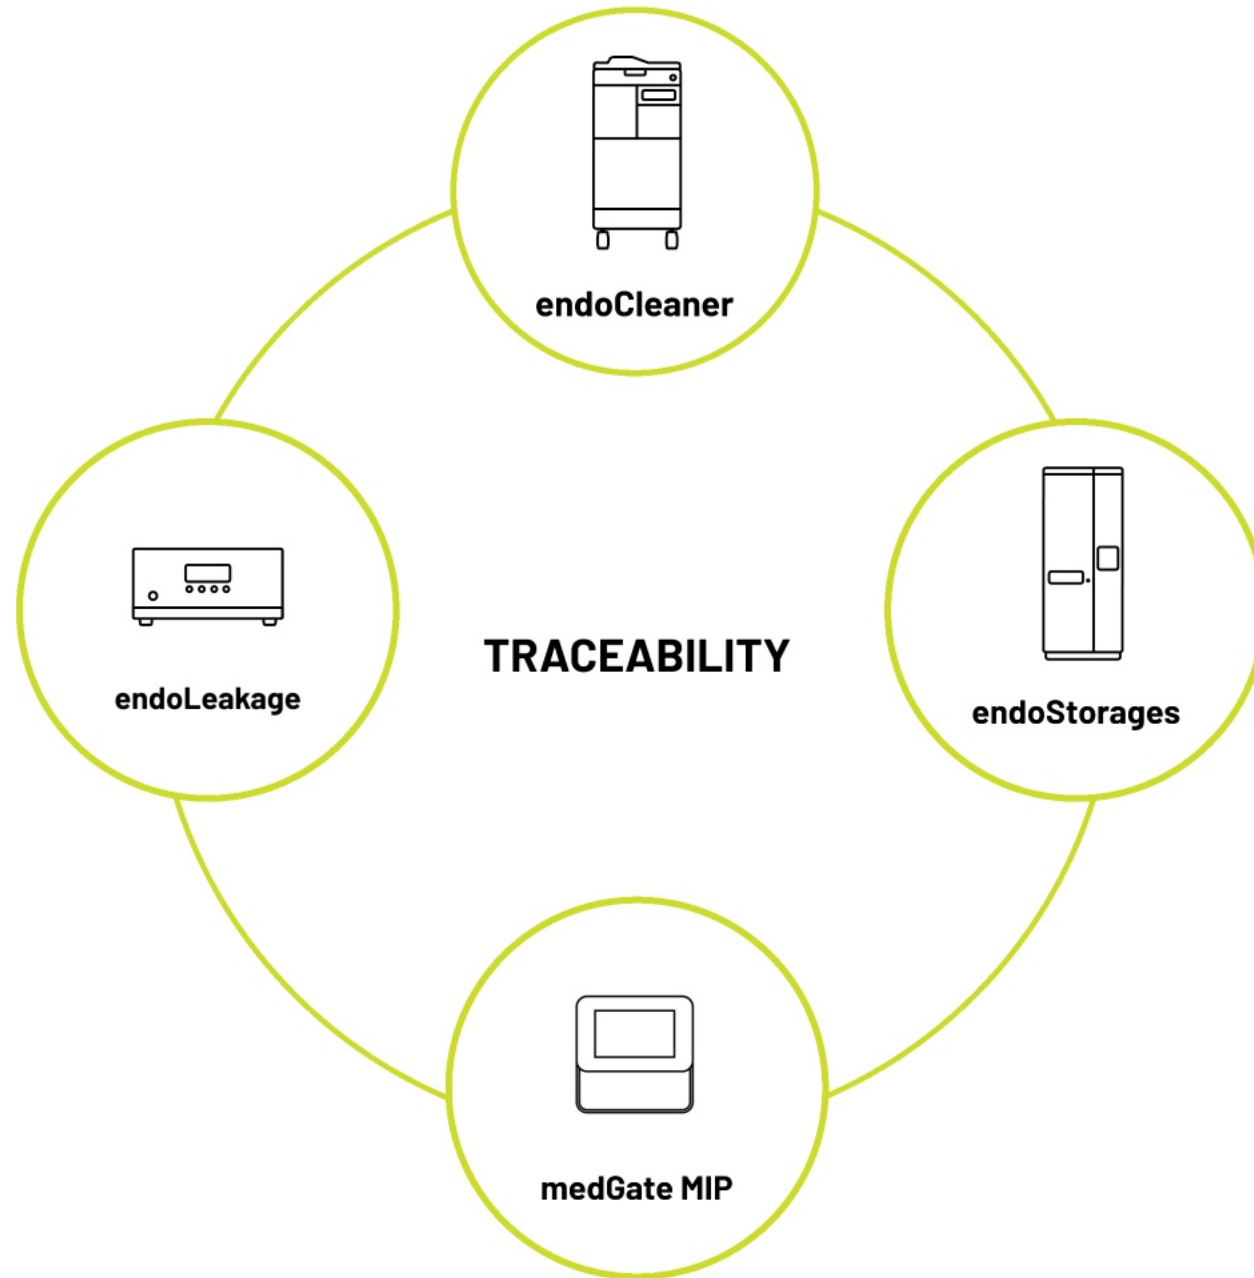 endoCleaner
endoLeakage
TRACEABILITY
endoStorages
medGate MIP